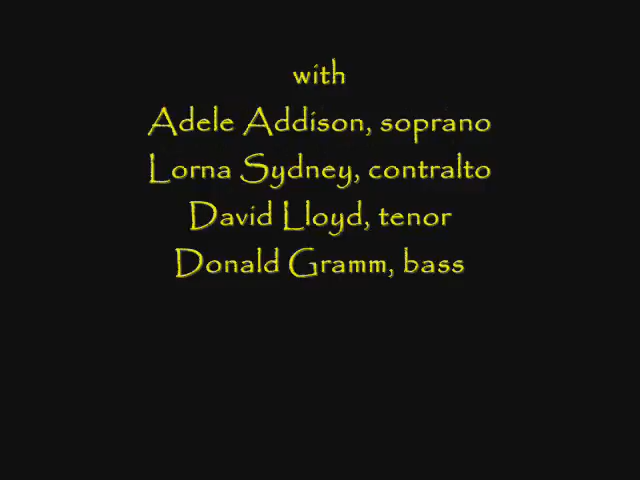 with
Adele Addison, soprano
Lorna Sydney, contralto
David Lloyd, tenor
Donald Gramm, bass